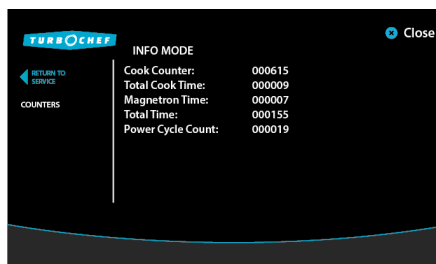 TURBOCHEF
Close
INFO MODE
RETURN TO
SERVICE
COUNTERS
Cook Counter: 000615
Total Cook Time: 000009
Magnetron Time: 000007
Total Time: 000155
Power Cycle Count: 000019